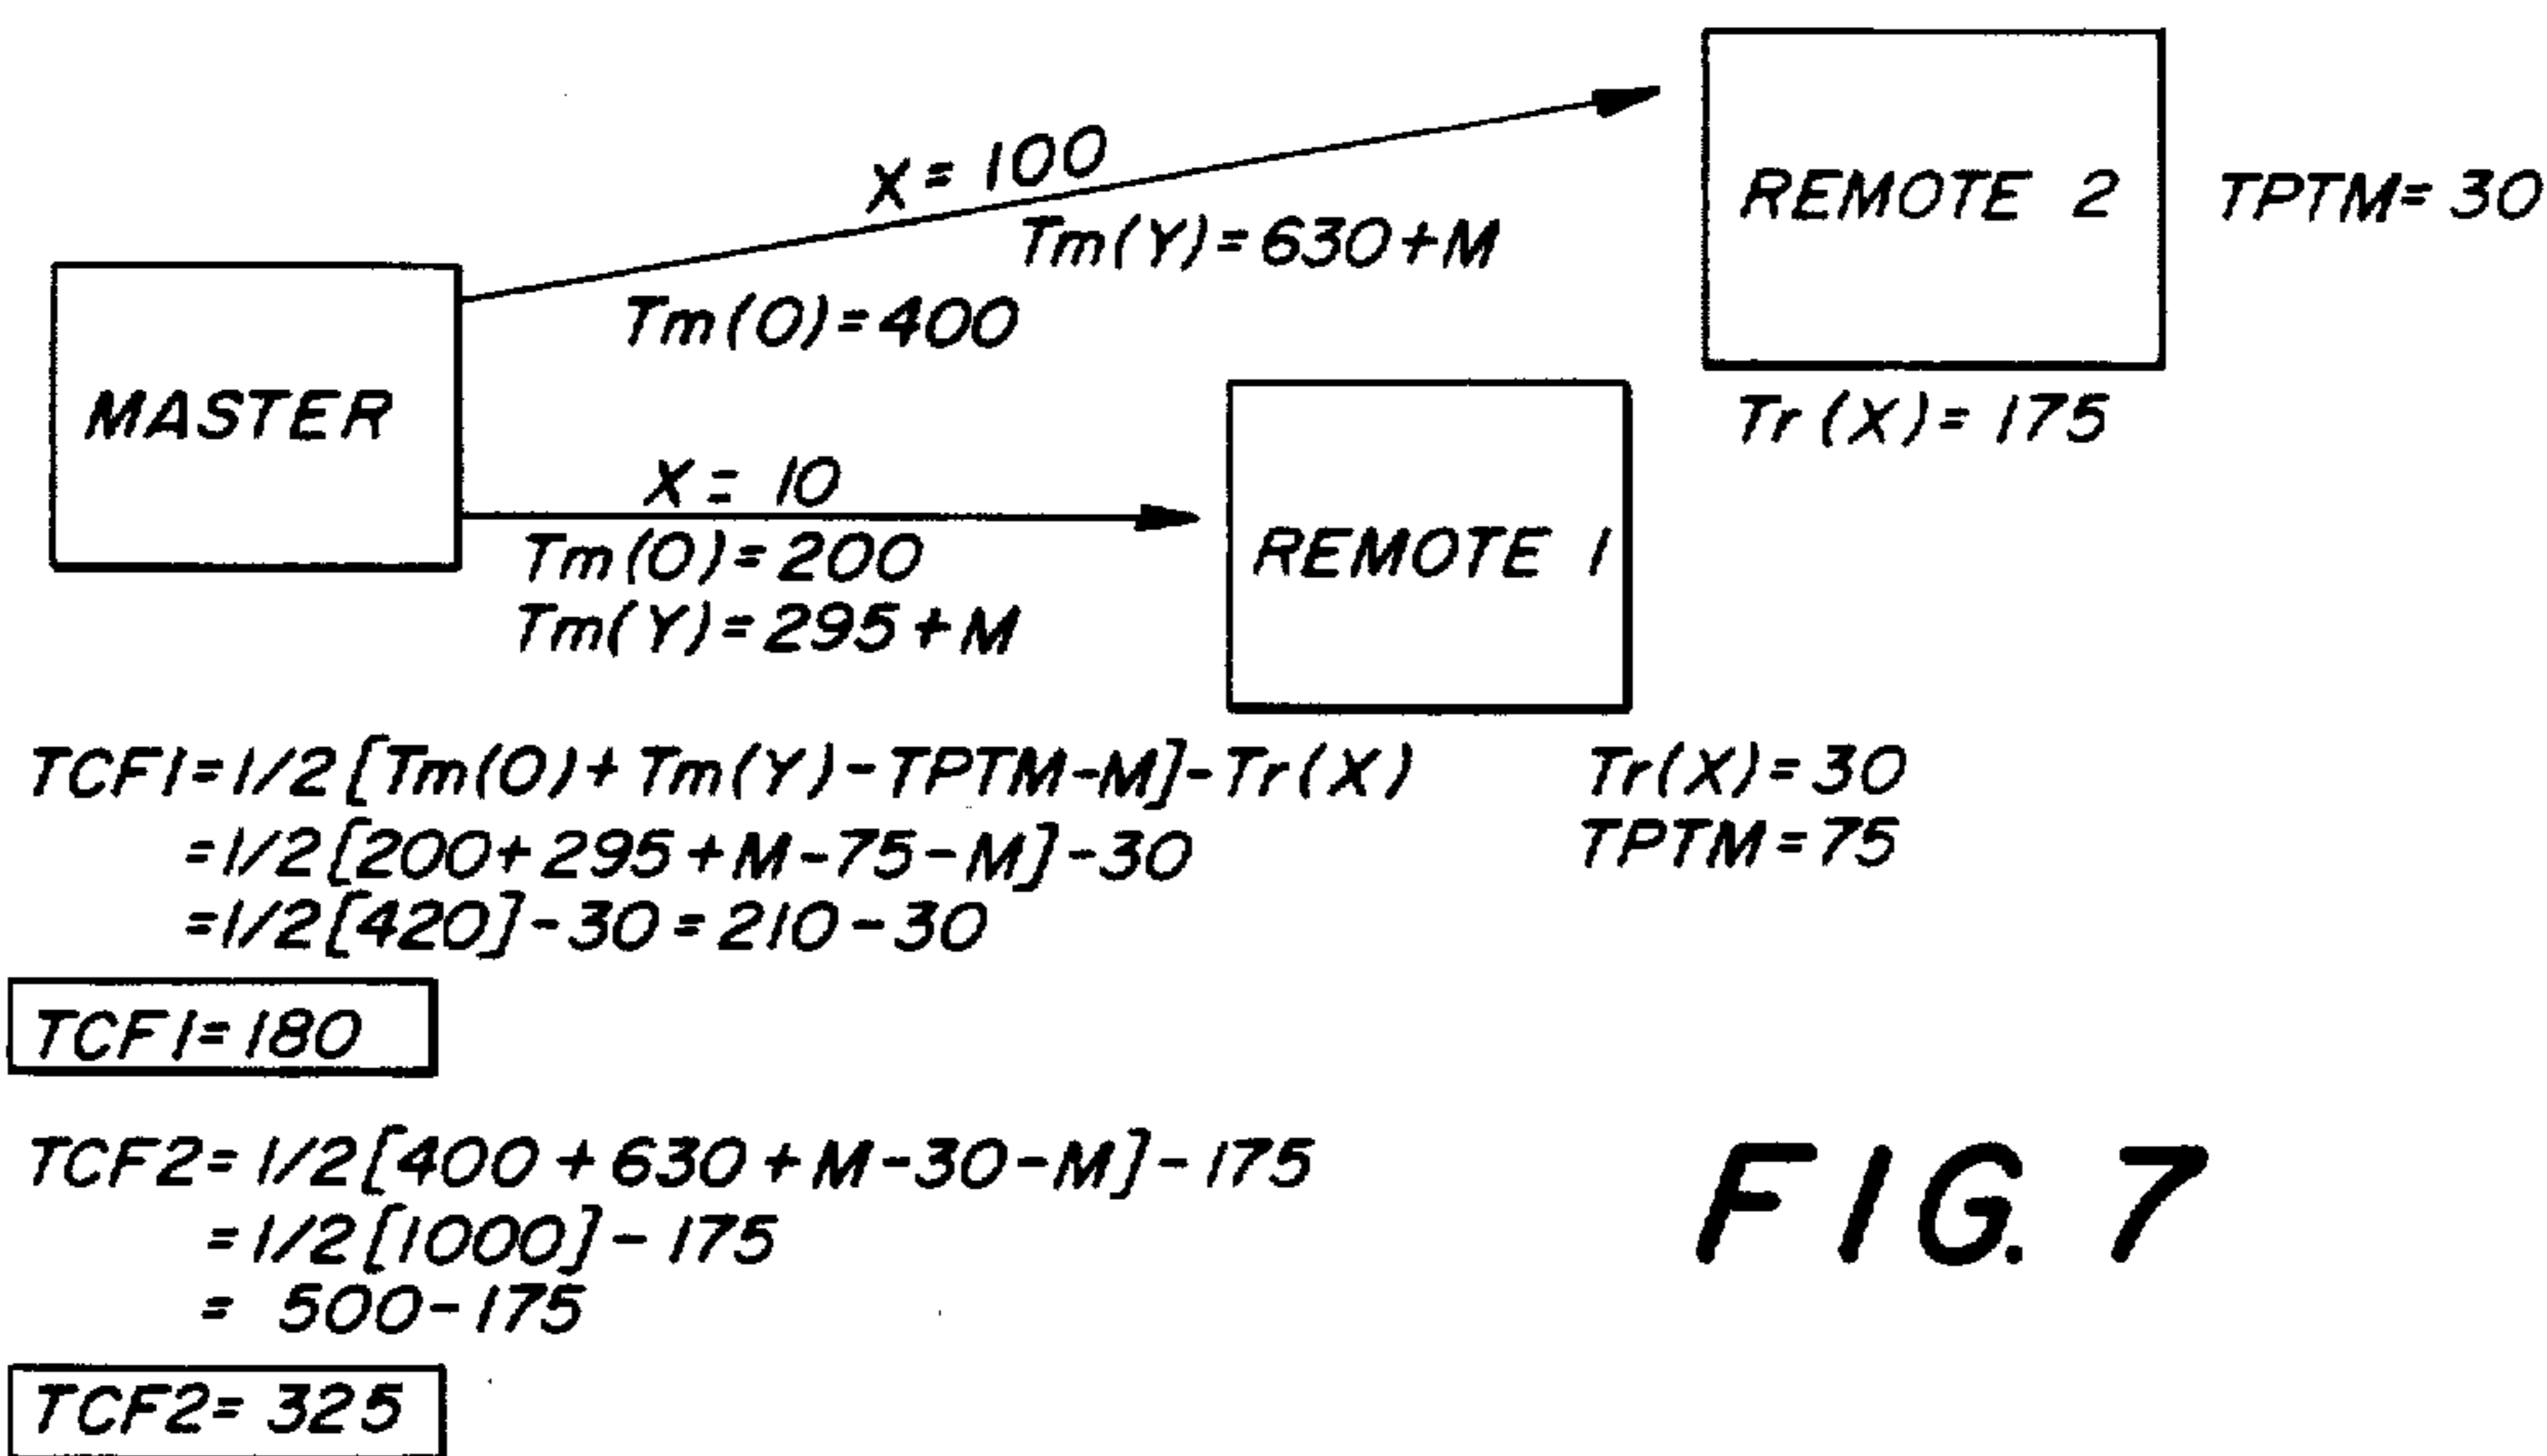 X = 100
REMOTE 2
TPTM= 30
Tm(Y)=630+M
Tm(0)=400
MASTER
Tr(X)= 175
X = 10
Tm(0)=200
REMOTE 1
Tm(Y)=295+M
TCF1=1/2[Tm(0)+Tm(Y)-TPTM-M]-Tr(X)
Tr(X)=30
=1/2[200+295+M-75-M]-30
TPTM=75
=1/2[420]-30=210-30
TCF1=180
TCF2=1/2[400+630+M-30-M]-175
=1/2[1000]-175
= 500-175
TCF2= 325
FIG. 7